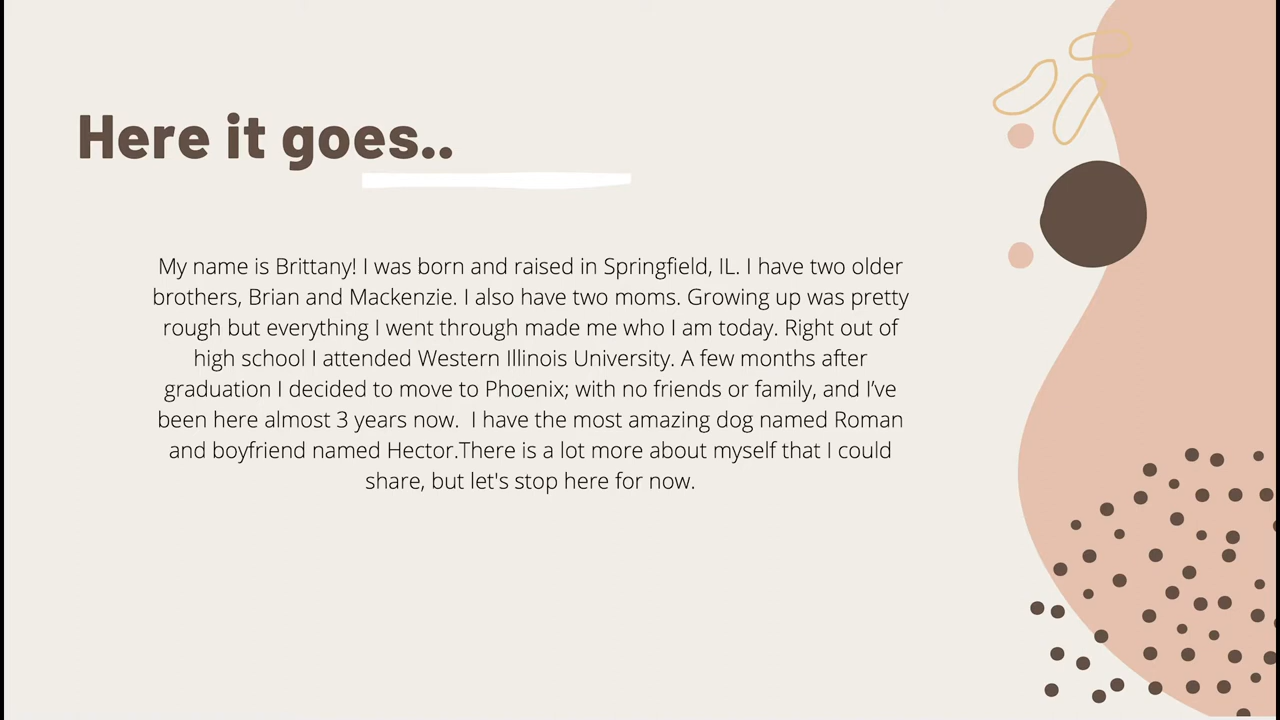 Here it goes..
My name is Brittany! I was born and raised in Springfield, IL. I have two older
brothers, Brian and Mackenzie. I also have two moms. Growing up was pretty
rough but everything I went through made me who I am today. Right out of
high school I attended Western Illinois University. A few months after
graduation I decided to move to Phoenix; with no friends or family, and I’ve
been here almost 3 years now.  I have the most amazing dog named Roman
and boyfriend named Hector.There is a lot more about myself that I could
share, but let's stop here for now.